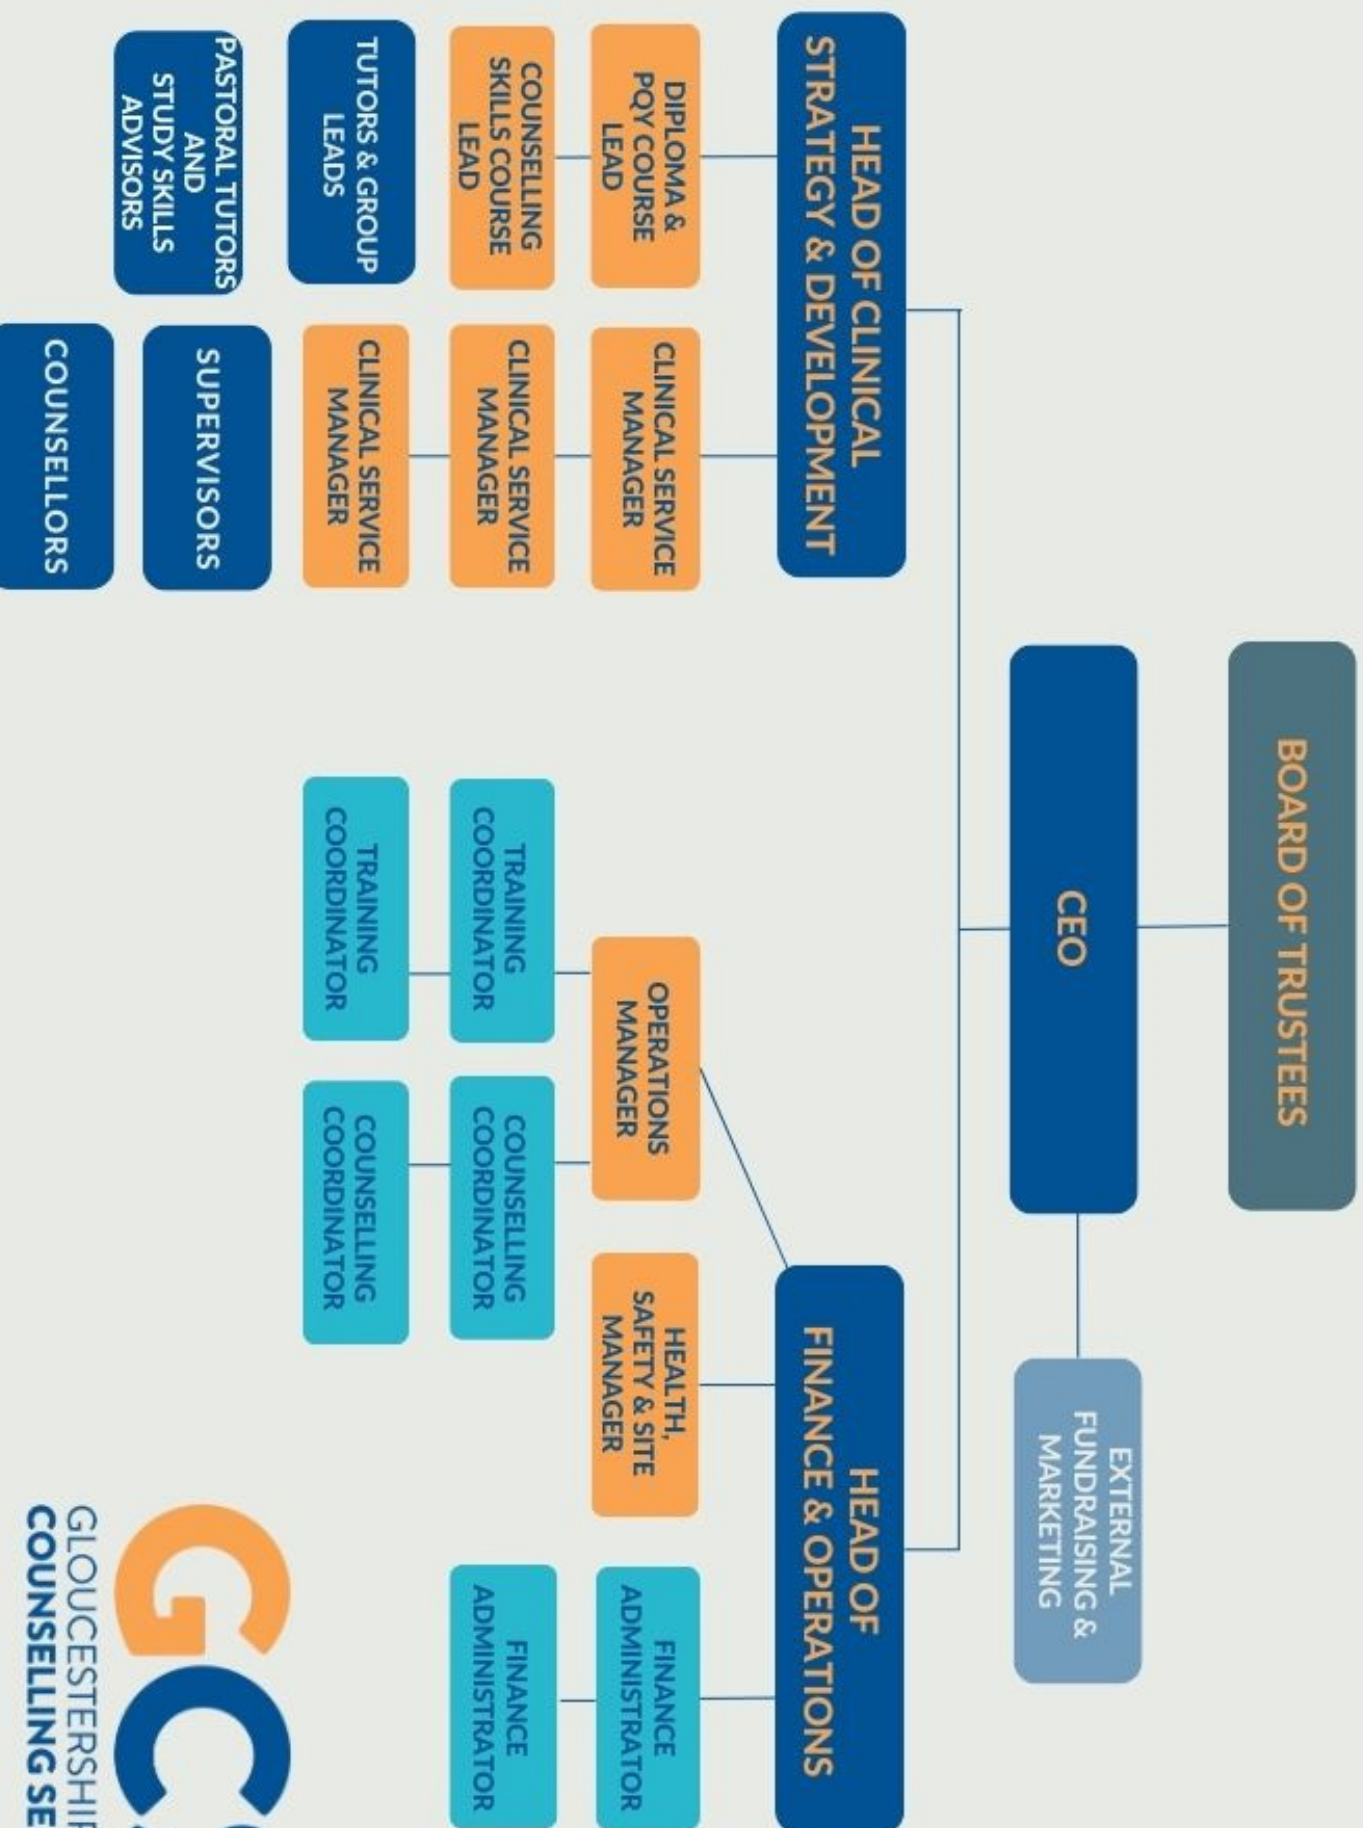 BOARD OF TRUSTEES
CEO
EXTERNAL
FUNDRAISING &
MARKETING
HEAD OF CLINICAL
STRATEGY & DEVELOPMENT
HEAD OF
FINANCE & OPERATIONS
DIPLOMA &
PQY COURSE
LEAD
CLINICAL SERVICE
MANAGER
OPERATIONS
MANAGER
HEALTH,
SAFETY & SITE
MANAGER
FINANCE
ADMINISTRATOR
COUNSELLING
SKILLS COURSE
LEAD
CLINICAL SERVICE
MANAGER
TRAINING
COORDINATOR
COUNSELLING
COORDINATOR
FINANCE
ADMINISTRATOR
TUTORS & GROUP
LEADS
CLINICAL SERVICE
MANAGER
TRAINING
COORDINATOR
COUNSELLING
COORDINATOR
PASTORAL TUTORS
AND
STUDY SKILLS
ADVISORS
SUPERVISORS
COUNSELLORS
GC
GLOUCESTERSHI
COUNSELLING SE